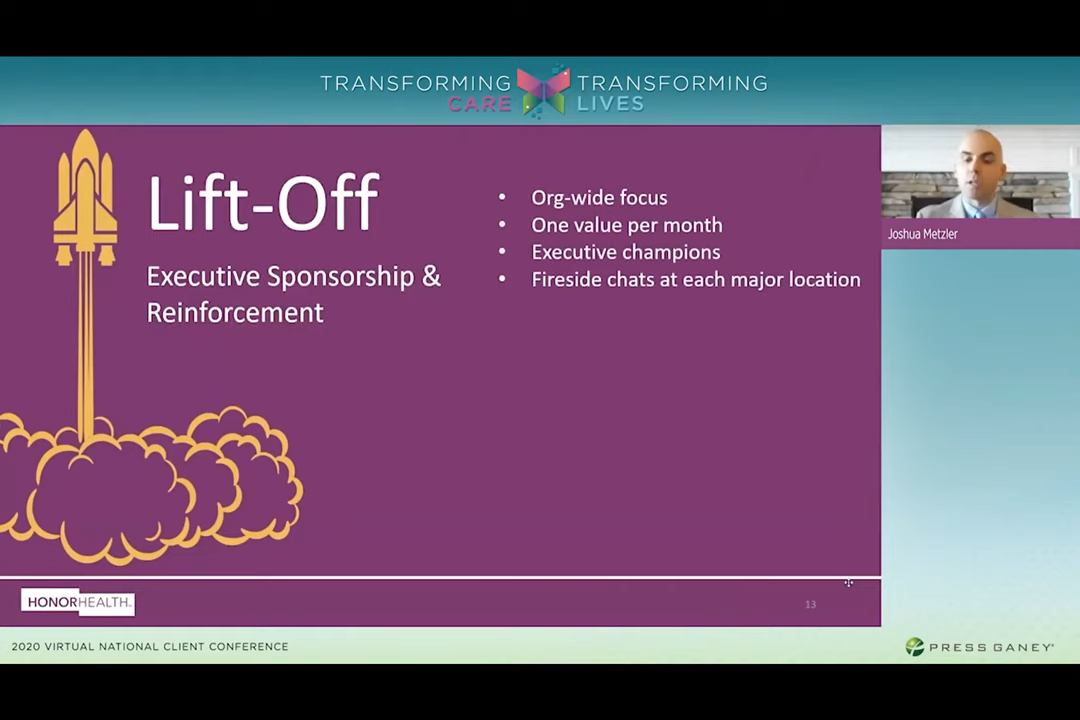 TRANSFORMING TRANSFORMING
CARE LIVES
Lift-Off
Executive Sponsorship &
Reinforcement
• Org-wide focus
• One value per month
• Executive champions
• Fireside chats at each major location
Joshua Metzler
HONORHEALTH.
13
2020 VIRTUAL NATIONAL CLIENT CONFERENCE
PRESS GANEY®